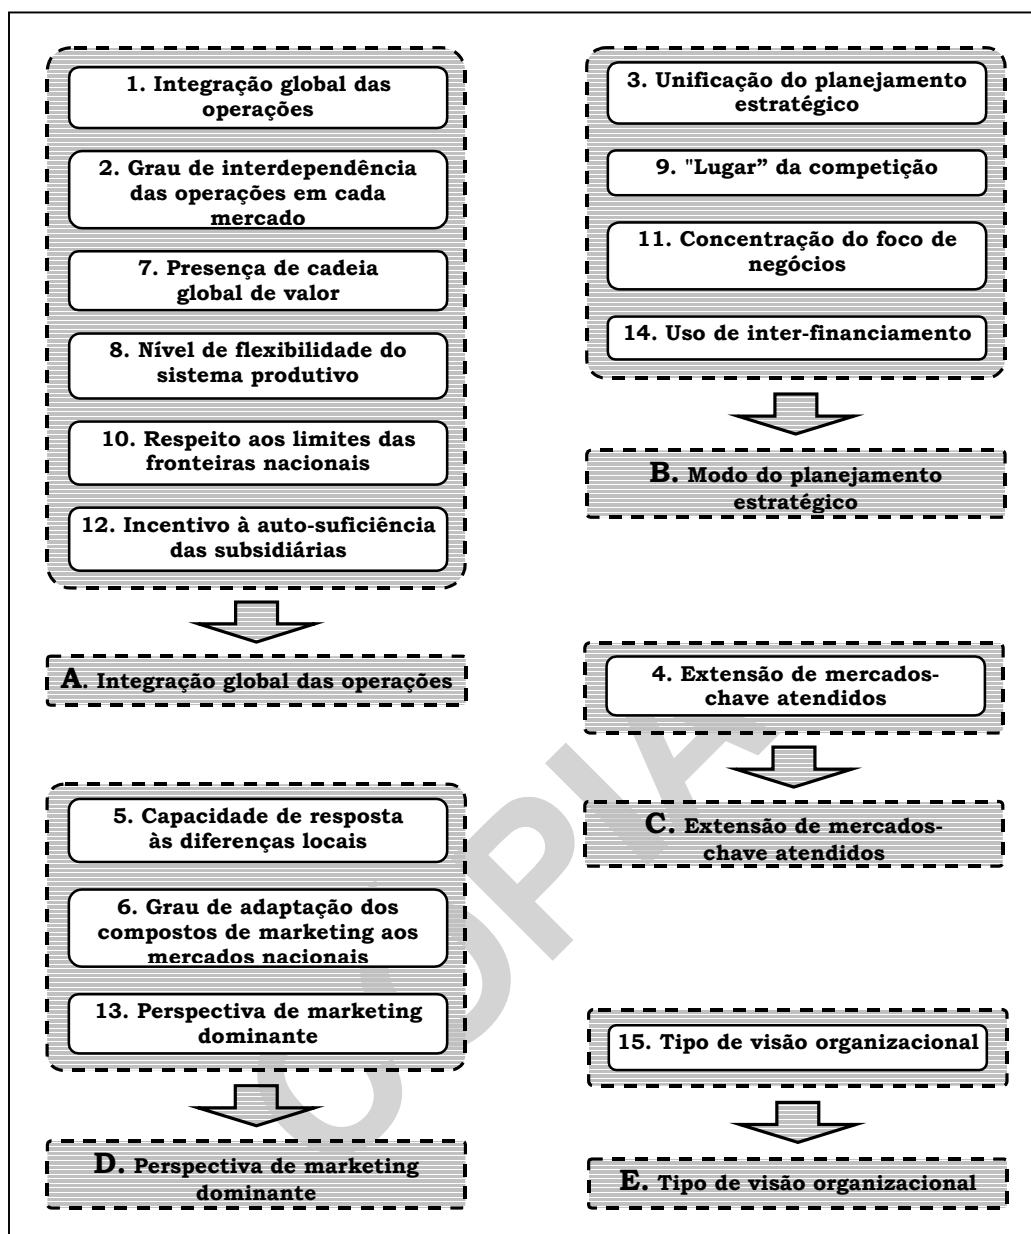 1. Integração global das
operações
2. Grau de interdependência
das operações em cada
mercado
7. Presença de cadeia
global de valor
8. Nível de flexibilidade do
sistema produtivo
10. Respeito aos limites das
fronteiras nacionais
12. Incentivo à auto-suficiência
das subsidiárias
A. Integração global das operações
3. Unificação do planejamento
estratégico
9. "Lugar” da competição
11. Concentração do foco de
negócios
14. Uso de inter-financiamento
B. Modo do planejamento
estratégico
4. Extensão de mercados-
chave atendidos
C. Extensão de mercados-
chave atendidos
5. Capacidade de resposta
às diferenças locais
6. Grau de adaptação dos
compostos de marketing aos
mercados nacionais
13. Perspectiva de marketing
dominante
D. Perspectiva de marketing
dominante
15. Tipo de visão organizacional
E. Tipo de visão organizacional
COPIA